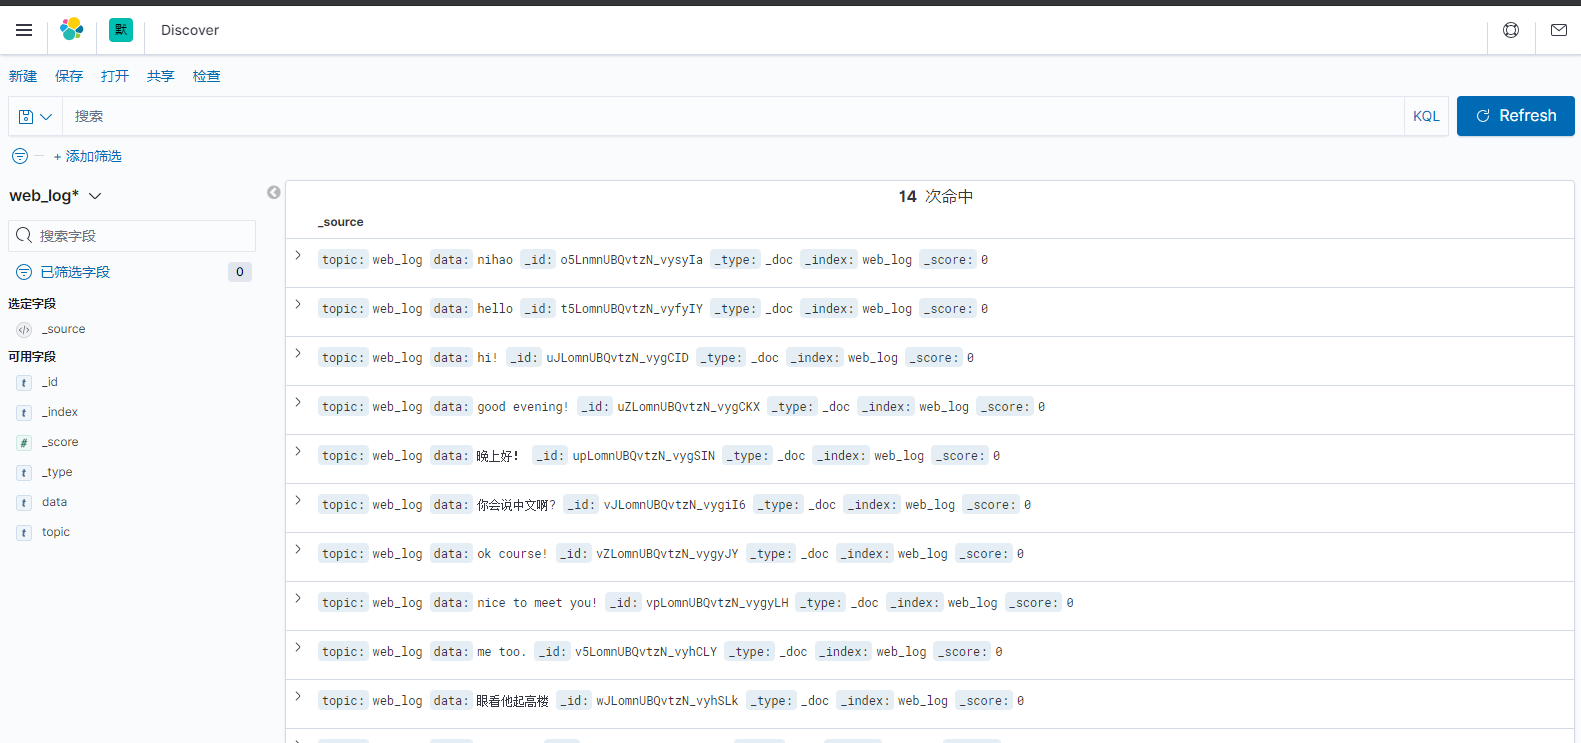 默 Discover
新建 保存 打开 共享 检查
搜索 KQL Refresh
+ 添加筛选
web_log*
搜索字段
已筛选字段 0
选定字段
_source
可用字段
t _id
t _index
# _score
t _type
t data
t topic
14 次命中
_source
topic: web_log data: nihao _id: o5LnmnUBQvtzN_vysyIa _type: _doc _index: web_log _score: 0
topic: web_log data: hello _id: t5LomnUBQvtzN_vyfyIY _type: _doc _index: web_log _score: 0
topic: web_log data: hi! _id: uJLomnUBQvtzN_vygCID _type: _doc _index: web_log _score: 0
topic: web_log data: good evening! _id: uZLomnUBQvtzN_vygCKX _type: _doc _index: web_log _score: 0
topic: web_log data: 晚上好! _id: upLomnUBQvtzN_vygSIN _type: _doc _index: web_log _score: 0
topic: web_log data: 你会说中文啊? _id: vJLomnUBQvtzN_vygiI6 _type: _doc _index: web_log _score: 0
topic: web_log data: ok course! _id: vZLomnUBQvtzN_vygyJY _type: _doc _index: web_log _score: 0
topic: web_log data: nice to meet you! _id: vpLomnUBQvtzN_vygyLH _type: _doc _index: web_log _score: 0
topic: web_log data: me too. _id: v5LomnUBQvtzN_vyhCLY _type: _doc _index: web_log _score: 0
topic: web_log data: 眼看他起高楼 _id: wJLomnUBQvtzN_vyhSLk _type: _doc _index: web_log _score: 0